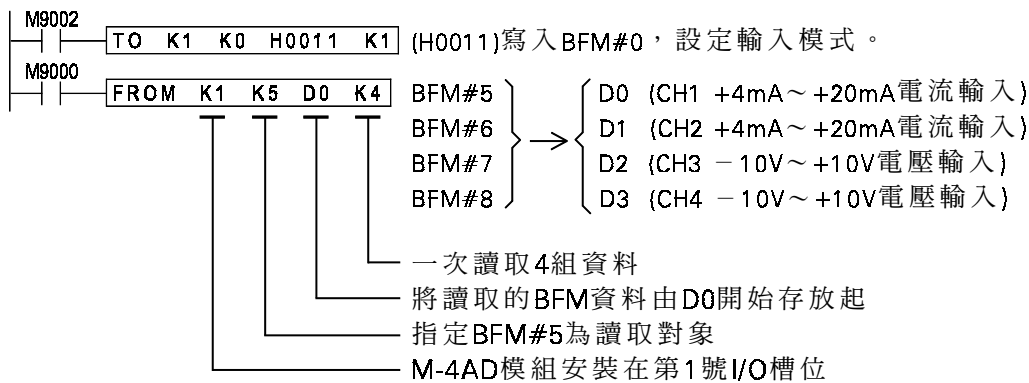 M9002
TO K1 K0 H0011 K1 (H0011)寫入BFM#0，設定輸入模式。
M9000
FROM K1 K5 D0 K4
BFM#5 D0 (CH1 +4mA～+20mA電流輸入)
BFM#6 D1 (CH2 +4mA～+20mA電流輸入)
BFM#7 D2 (CH3 －10V～+10V電壓輸入)
BFM#8 D3 (CH4 －10V～+10V電壓輸入)
一次讀取4組資料
將讀取的BFM資料由D0開始存放起
指定BFM#5為讀取對象
M-4AD模組安裝在第1號I/O槽位